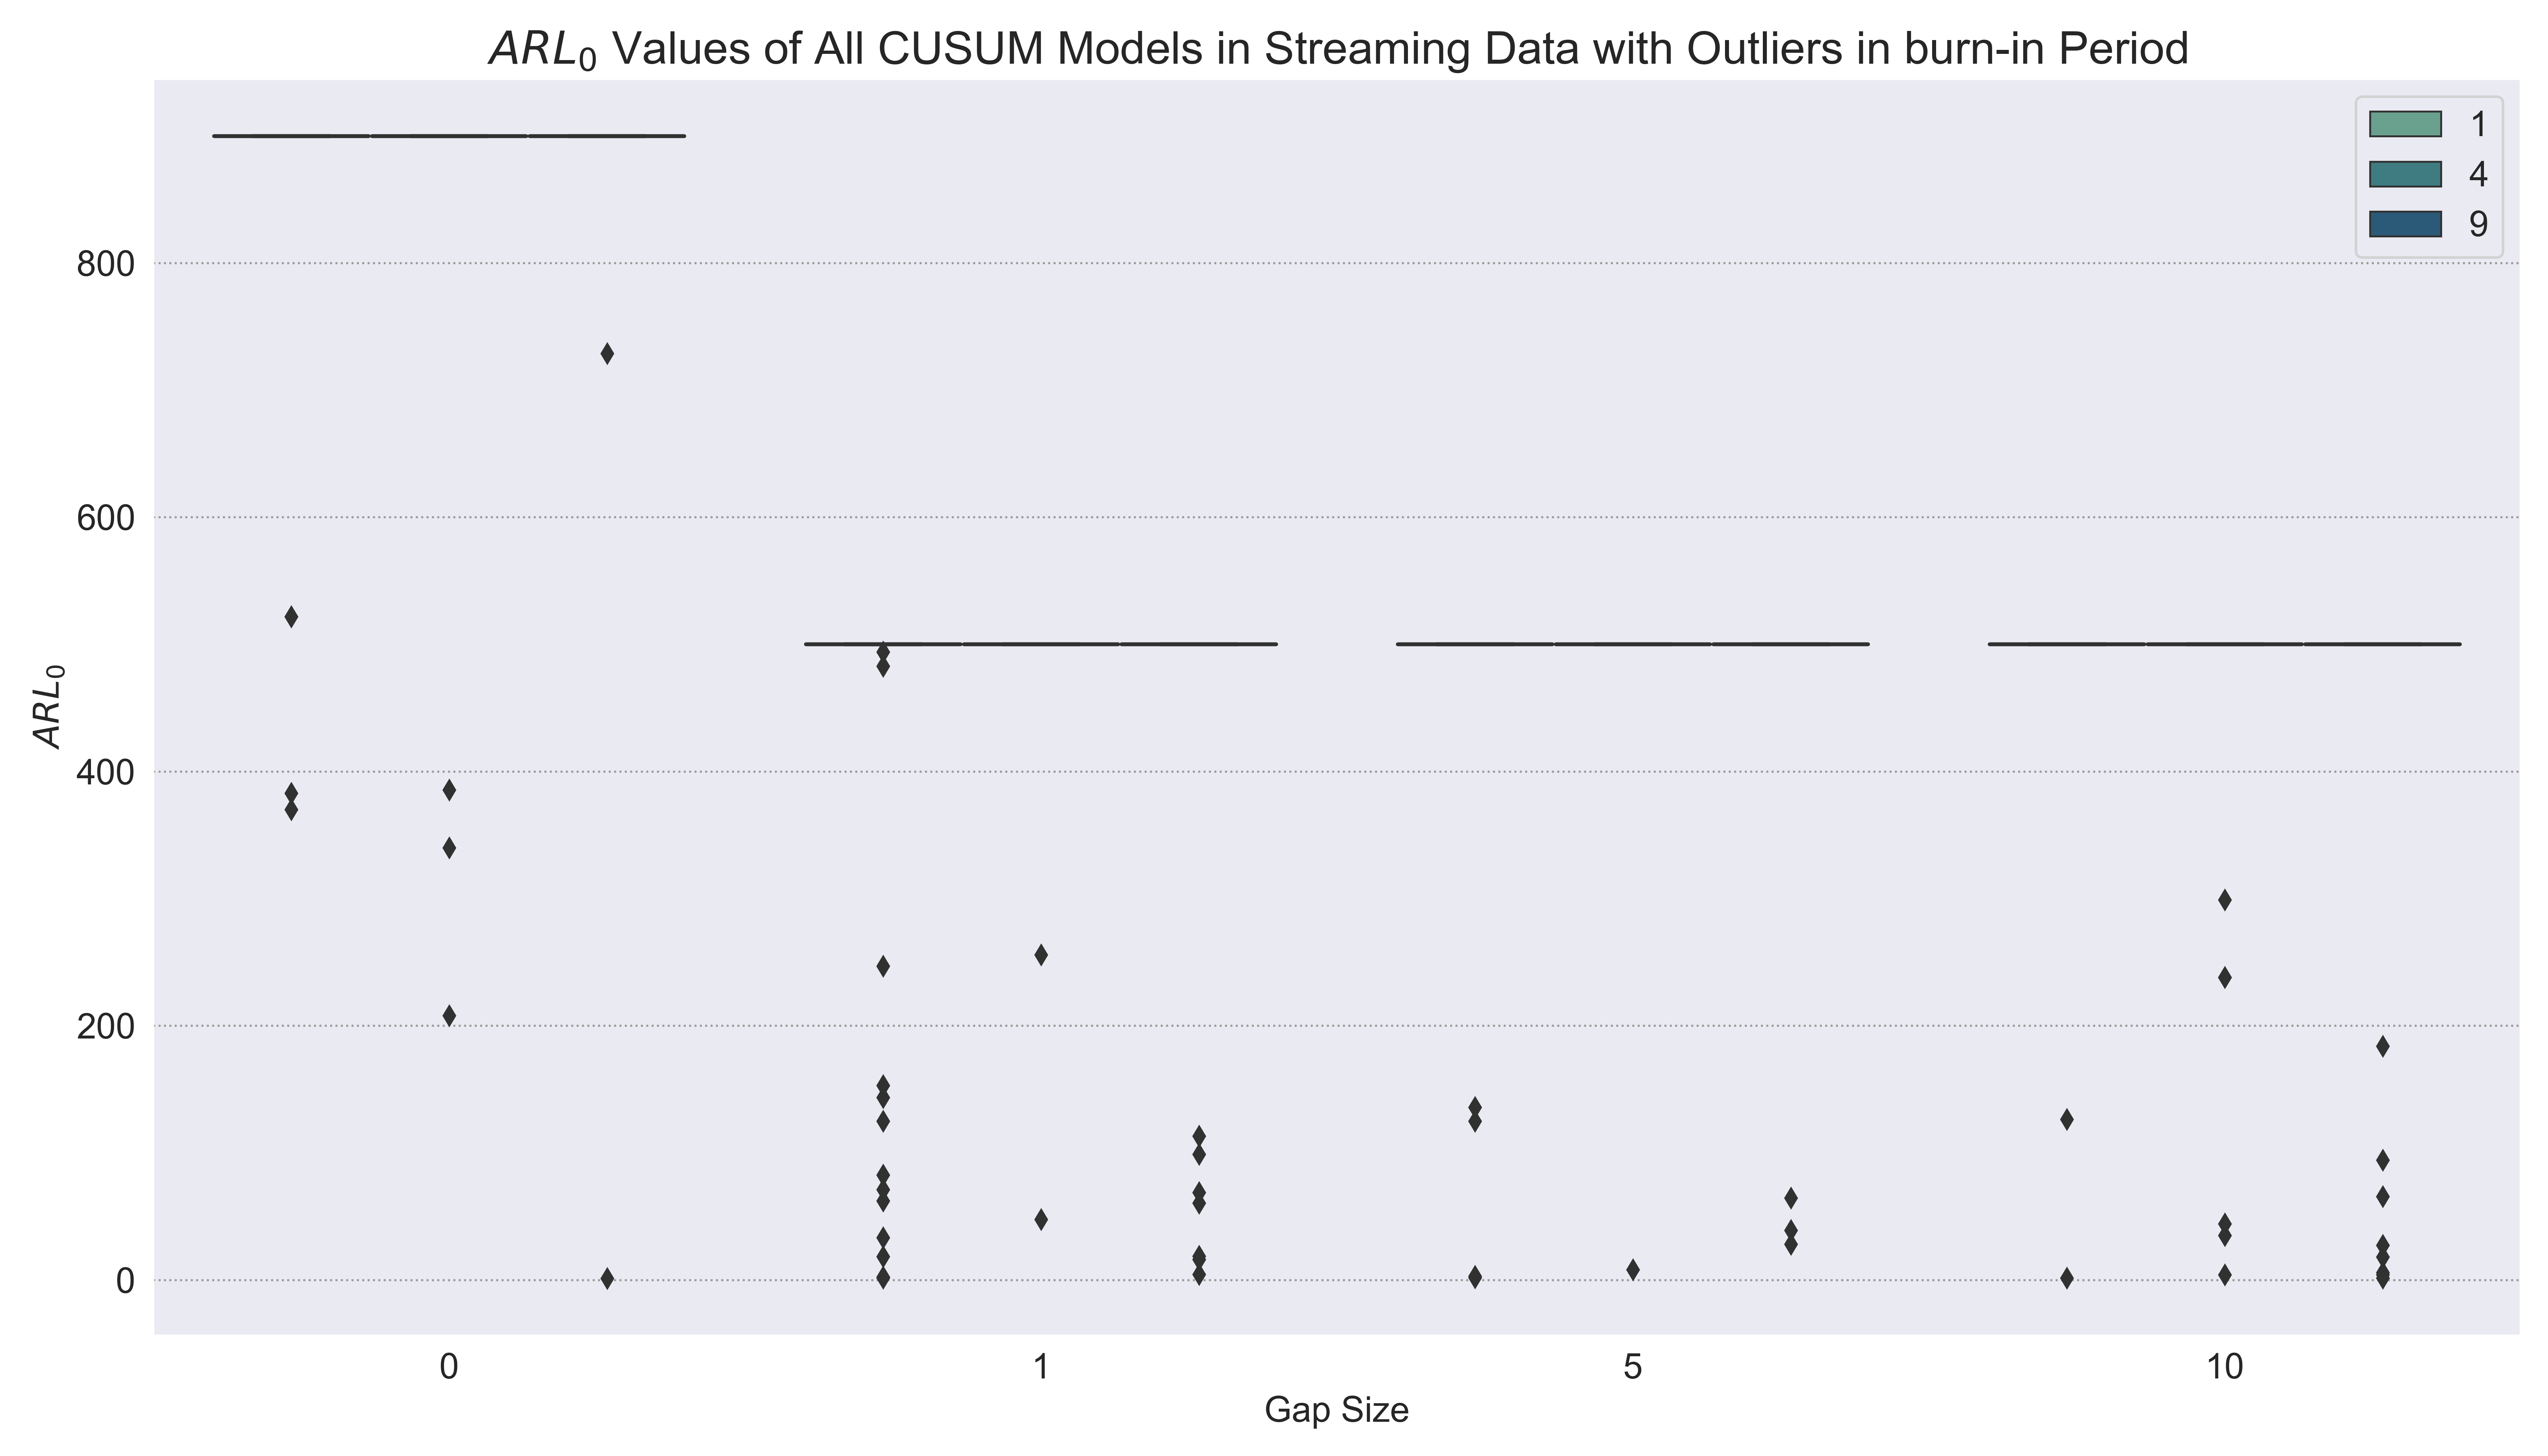 ARL₀ Values of All CUSUM Models in Streaming Data with Outliers in burn-in Period
1
4
9
800
600
400
200
0
ARL₀
0 1 5 10
Gap Size